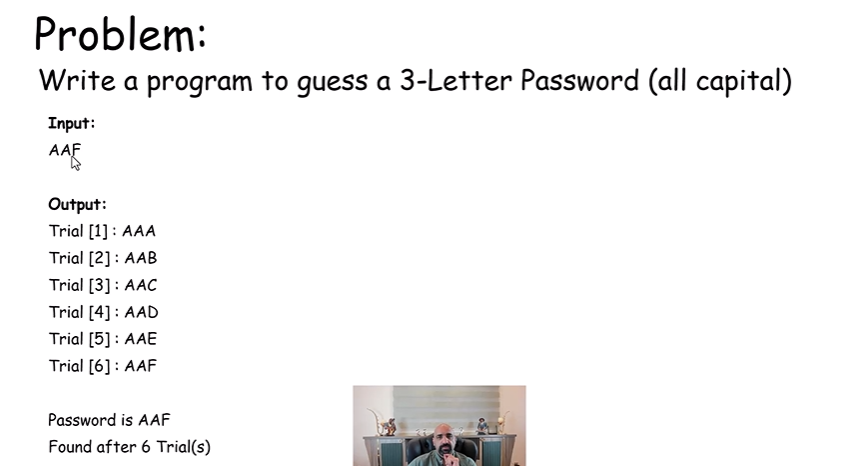 Problem:
Write a program to guess a 3-Letter Password (all capital)
Input:
AAF
Output:
Trial [1] : AAA
Trial [2] : AAB
Trial [3] : AAC
Trial [4] : AAD
Trial [5] : AAE
Trial [6] : AAF
Password is AAF
Found after 6 Trial(s)